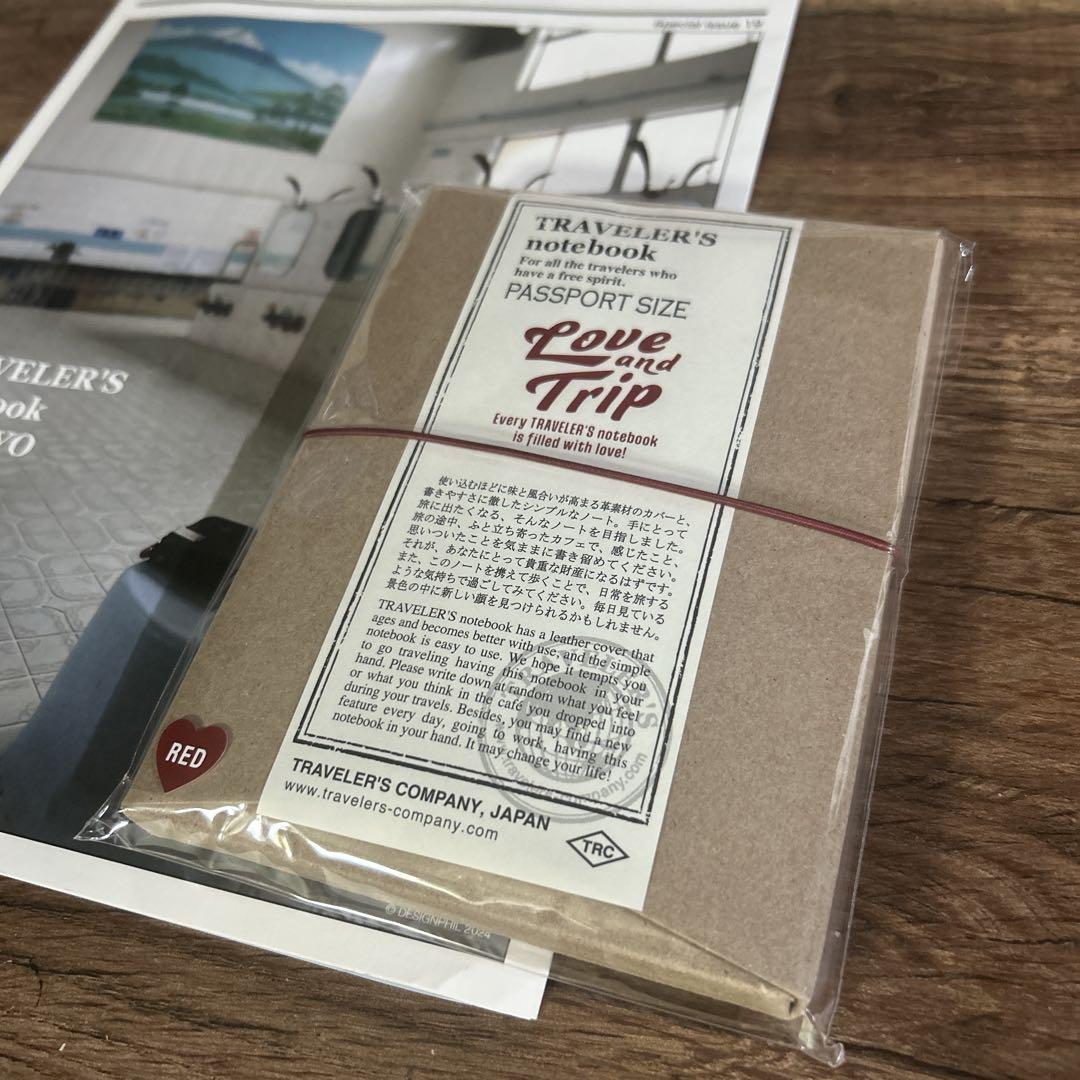 Special Issue 19
TRAVELER'S
notebook
For all the travelers who
have a free spirit.
PASSPORT SIZE
Love
and
Trip
Every TRAVELER'S notebook
is filled with love!
使い込むほどに味と風合いが高まる革素材のカバーと、
書きやすさに徹したシンプルなノート。手にとって
旅に出たくなる、そんなノートを目指しました。
旅の途中、ふと立ち寄ったカフェで、感じたこと、
思いついたことを気ままに書き留めてください。
それが、あなたにとって貴重な財産になるはずです。
また、このノートを携えて歩くことで、日常を旅する
ような気持ちで過ごしてみてください。毎日見ている
景色の中に新しい顔を見つけられるかもしれません。
TRAVELER'S notebook has a leather cover that
ages and becomes better with use, and the simple
notebook is easy to use. We hope it tempts you
to go traveling having this notebook in your
hand. Please write down at random what you feel
or what you think in the café you dropped into
during your travels. Besides, you may find a new
feature every day, going to work, having this
notebook in your hand. It may change your life!
TRAVELER'S
TRAVELER'S COMPANY, JAPAN
www.travelers-company.com
TRC
RED
VELER'S
ook
YO
© DESIGNPHIL 2024